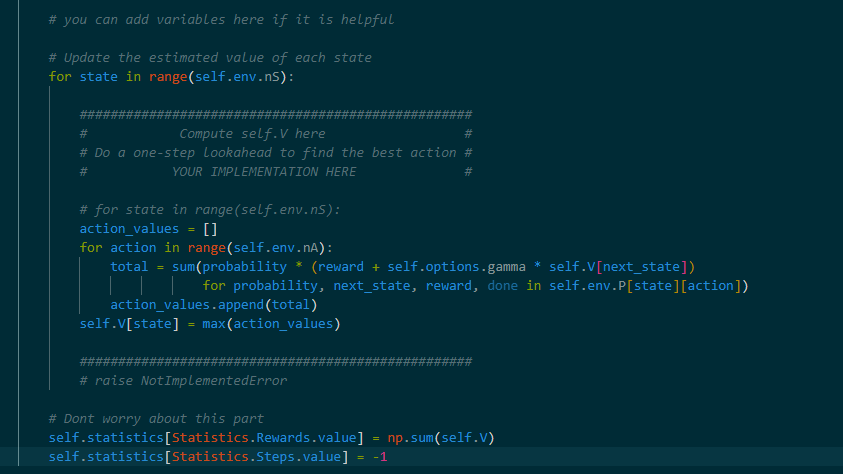 # you can add variables here if it is helpful
# Update the estimated value of each state
for state in range(self.env.nS):
####################################################
# Compute self.V here #
# Do a one-step lookahead to find the best action #
# YOUR IMPLEMENTATION HERE #
# for state in range(self.env.nS):
action_values = []
for action in range(self.env.nA):
total = sum(probability * (reward + self.options.gamma * self.V[next_state])
for probability, next_state, reward, done in self.env.P[state][action])
action_values.append(total)
self.V[state] = max(action_values)
####################################################
# raise NotImplementedError
# Dont worry about this part
self.statistics[Statistics.Rewards.value] = np.sum(self.V)
self.statistics[Statistics.Steps.value] = -1